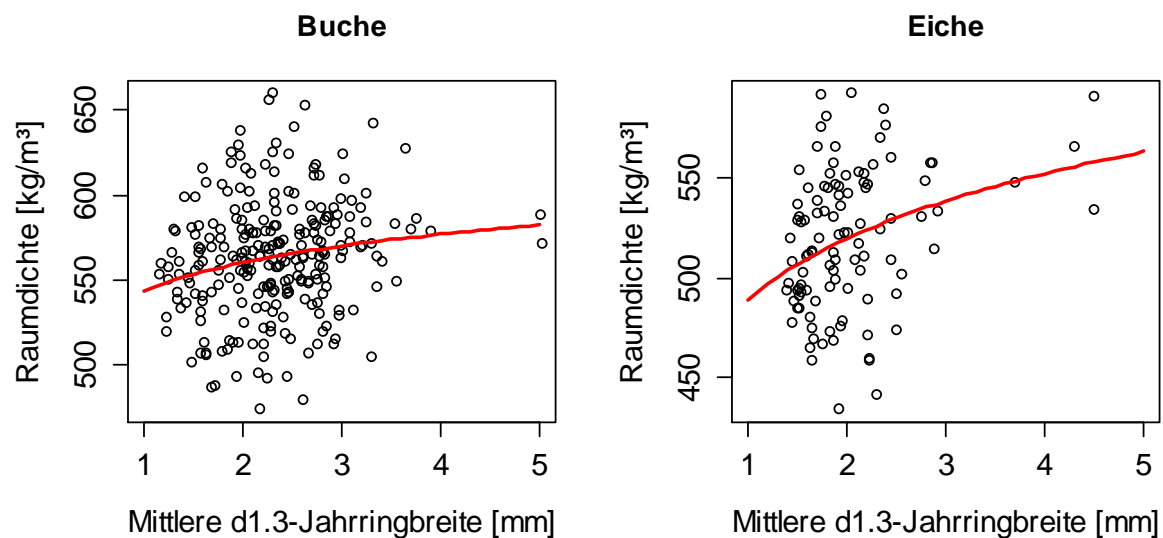 Buche
Raumdichte [kg/m³]
650
600
550
500
1 2 3 4 5
Mittlere d1.3-Jahrringbreite [mm]
Eiche
Raumdichte [kg/m³]
550
500
450
1 2 3 4 5
Mittlere d1.3-Jahrringbreite [mm]